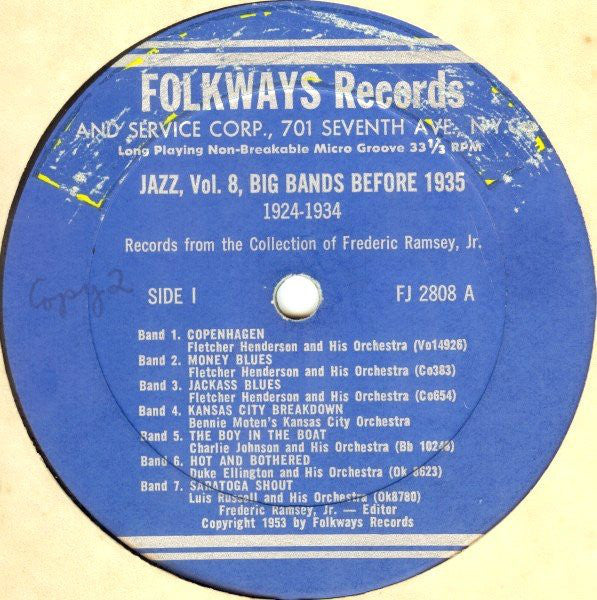 FOLKWAYS Records
AND SERVICE CORP., 701 SEVENTH AVE., N.Y.C.
Long Playing Non-Breakable Micro Groove 33 1/3 RPM
JAZZ, Vol. 8, BIG BANDS BEFORE 1935
1924-1934
Records from the Collection of Frederic Ramsey, Jr.
Copy 2
SIDE I FJ 2808 A
Band 1. COPENHAGEN
Fletcher Henderson and His Orchestra (Vo14926)
Band 2. MONEY BLUES
Fletcher Henderson and His Orchestra (Co383)
Band 3. JACKASS BLUES
Fletcher Henderson and His Orchestra (Co654)
Band 4. KANSAS CITY BREAKDOWN
Bennie Moten's Kansas City Orchestra
Band 5. THE BOY IN THE BOAT
Charlie Johnson and His Orchestra (Bb 10248)
Band 6. HOT AND BOTHERED
Duke Ellington and His Orchestra (Ok 8623)
Band 7. SARATOGA SHOUT
Luis Russell and His Orchestra (Ok8780)
Frederic Ramsey, Jr. — Editor
Copyright 1953 by Folkways Records